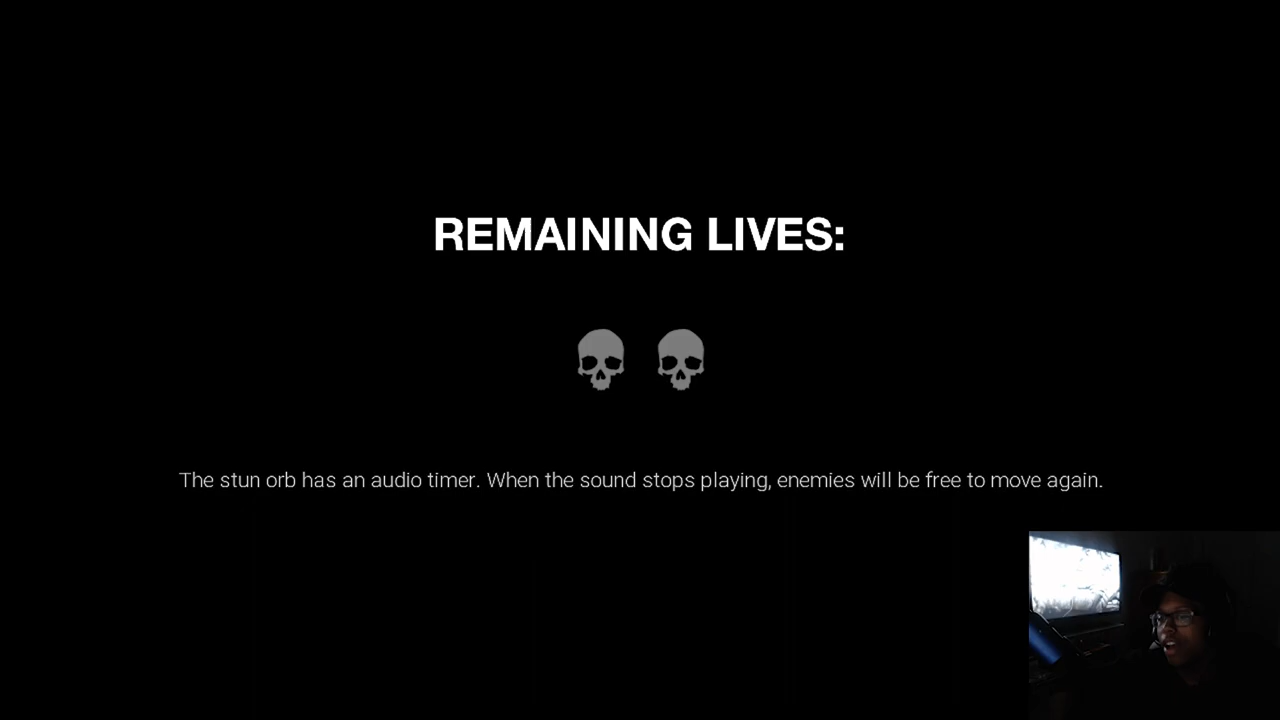 REMAINING LIVES:
The stun orb has an audio timer. When the sound stops playing, enemies will be free to move again.